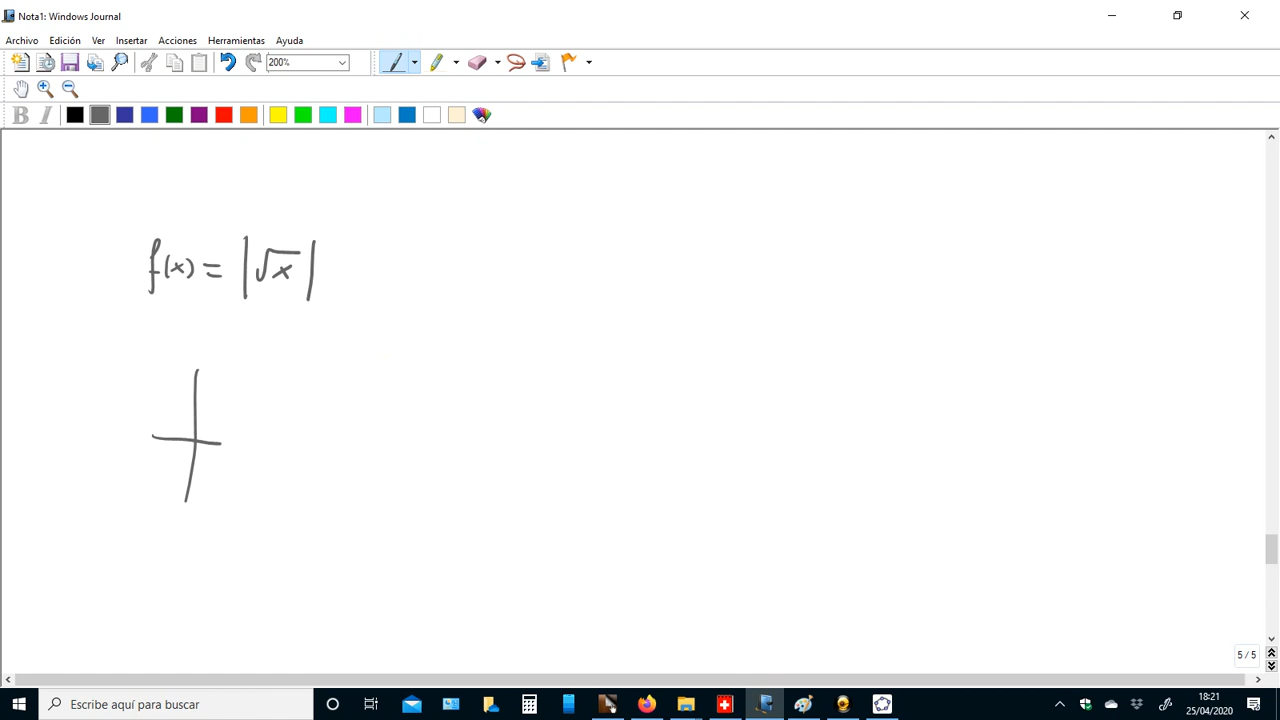 Nota1: Windows Journal
Archivo Edición Ver Insertar Acciones Herramientas Ayuda
200%
B I
f(x) = |√x|
5 / 5
Escribe aquí para buscar
18:21
25/04/2020